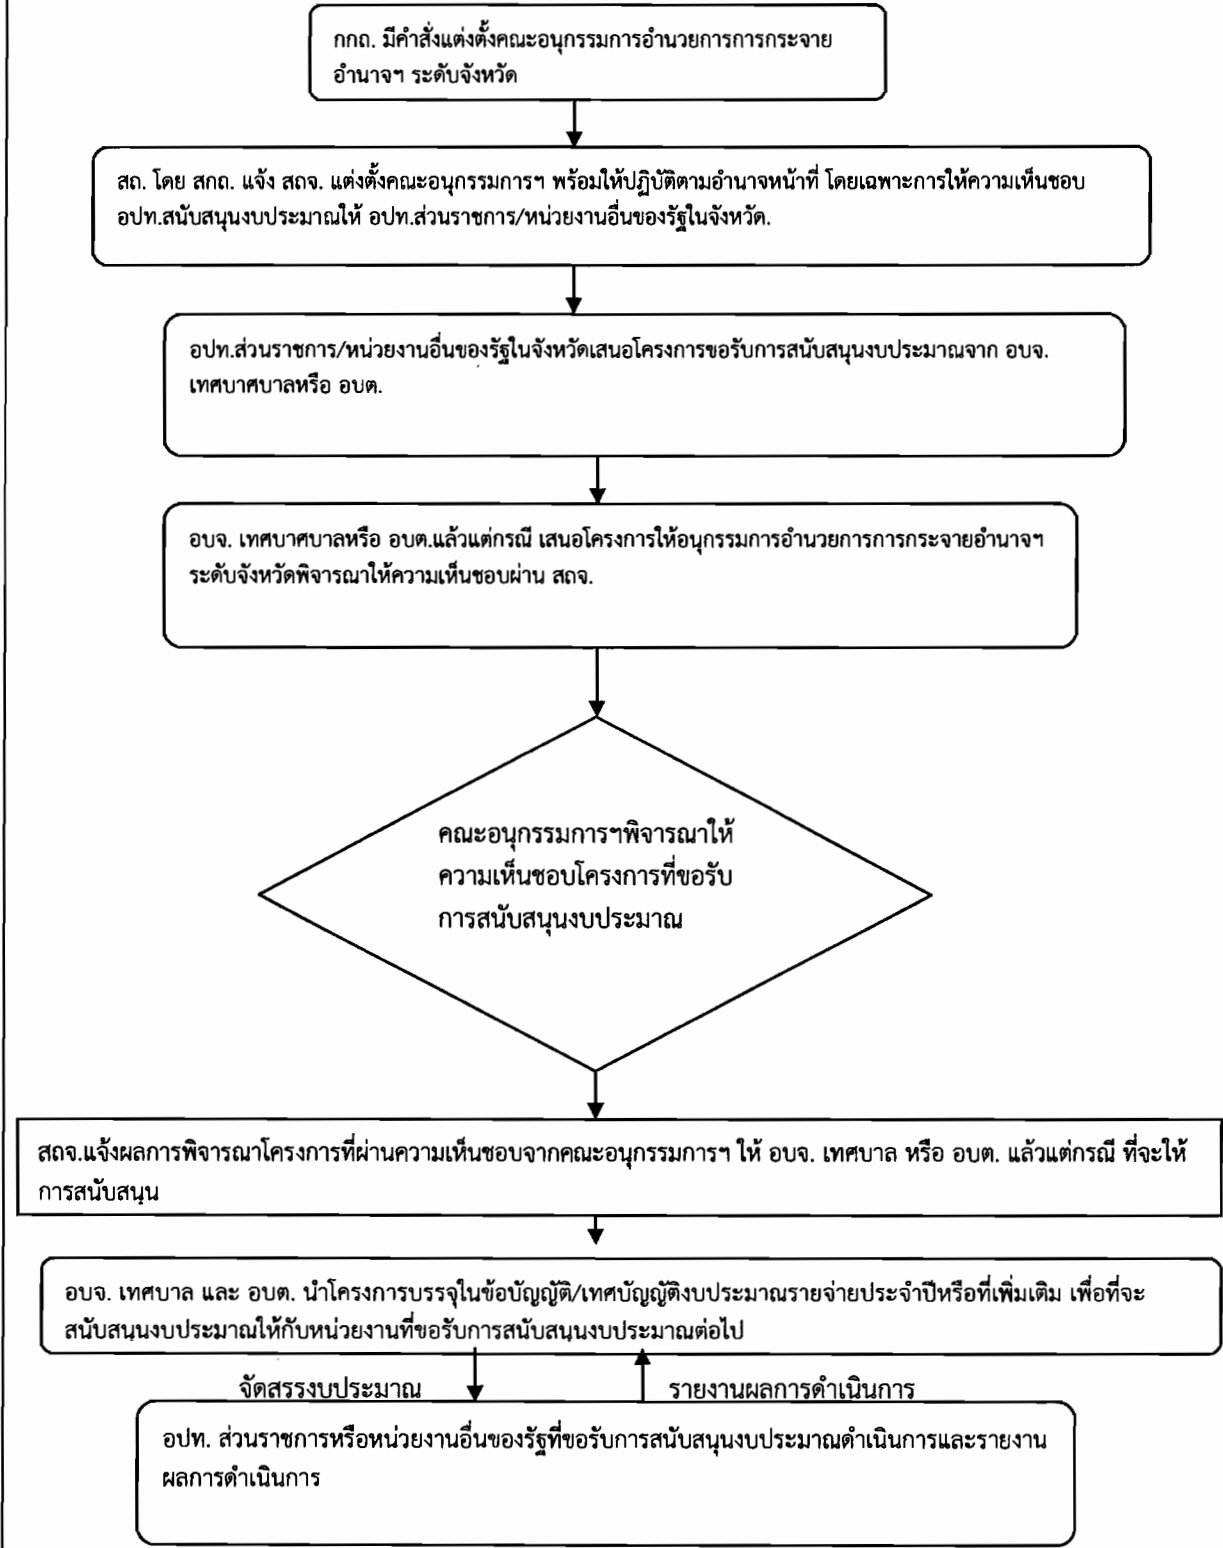 กกถ. มีคำสั่งแต่งตั้งคณะอนุกรรมการอำนวยการการกระจาย
อำนาจฯ ระดับจังหวัด
สถ. โดย สกถ. แจ้ง สถจ. แต่งตั้งคณะอนุกรรมการฯ พร้อมให้ปฏิบัติตามอำนาจหน้าที่ โดยเฉพาะการให้ความเห็นชอบ
อปท.สนับสนุนงบประมาณให้ อปท.ส่วนราชการ/หน่วยงานอื่นของรัฐในจังหวัด.
อปท.ส่วนราชการ/หน่วยงานอื่นของรัฐในจังหวัดเสนอโครงการขอรับการสนับสนุนงบประมาณจาก อบจ.
เทศบาศบาลหรือ อบต.
อบจ. เทศบาศบาลหรือ อบต.แล้วแต่กรณี เสนอโครงการให้อนุกรรมการอำนวยการการกระจายอำนาจฯ
ระดับจังหวัดพิจารณาให้ความเห็นชอบผ่าน สถจ.
คณะอนุกรรมการฯพิจารณาให้
ความเห็นชอบโครงการที่ขอรับ
การสนับสนุนงบประมาณ
สถจ.แจ้งผลการพิจารณาโครงการที่ผ่านความเห็นชอบจากคณะอนุกรรมการฯ ให้ อบจ. เทศบาล หรือ อบต. แล้วแต่กรณี ที่จะให้
การสนับสนุน
อบจ. เทศบาล และ อบต. นำโครงการบรรจุในข้อบัญญัติ/เทศบัญญัติงบประมาณรายจ่ายประจำปีหรือที่เพิ่มเติม เพื่อที่จะ
สนับสนุนงบประมาณให้กับหน่วยงานที่ขอรับการสนับสนุนงบประมาณต่อไป
จัดสรรงบประมาณ รายงานผลการดำเนินการ
อปท. ส่วนราชการหรือหน่วยงานอื่นของรัฐที่ขอรับการสนับสนุนงบประมาณดำเนินการและรายงาน
ผลการดำเนินการ